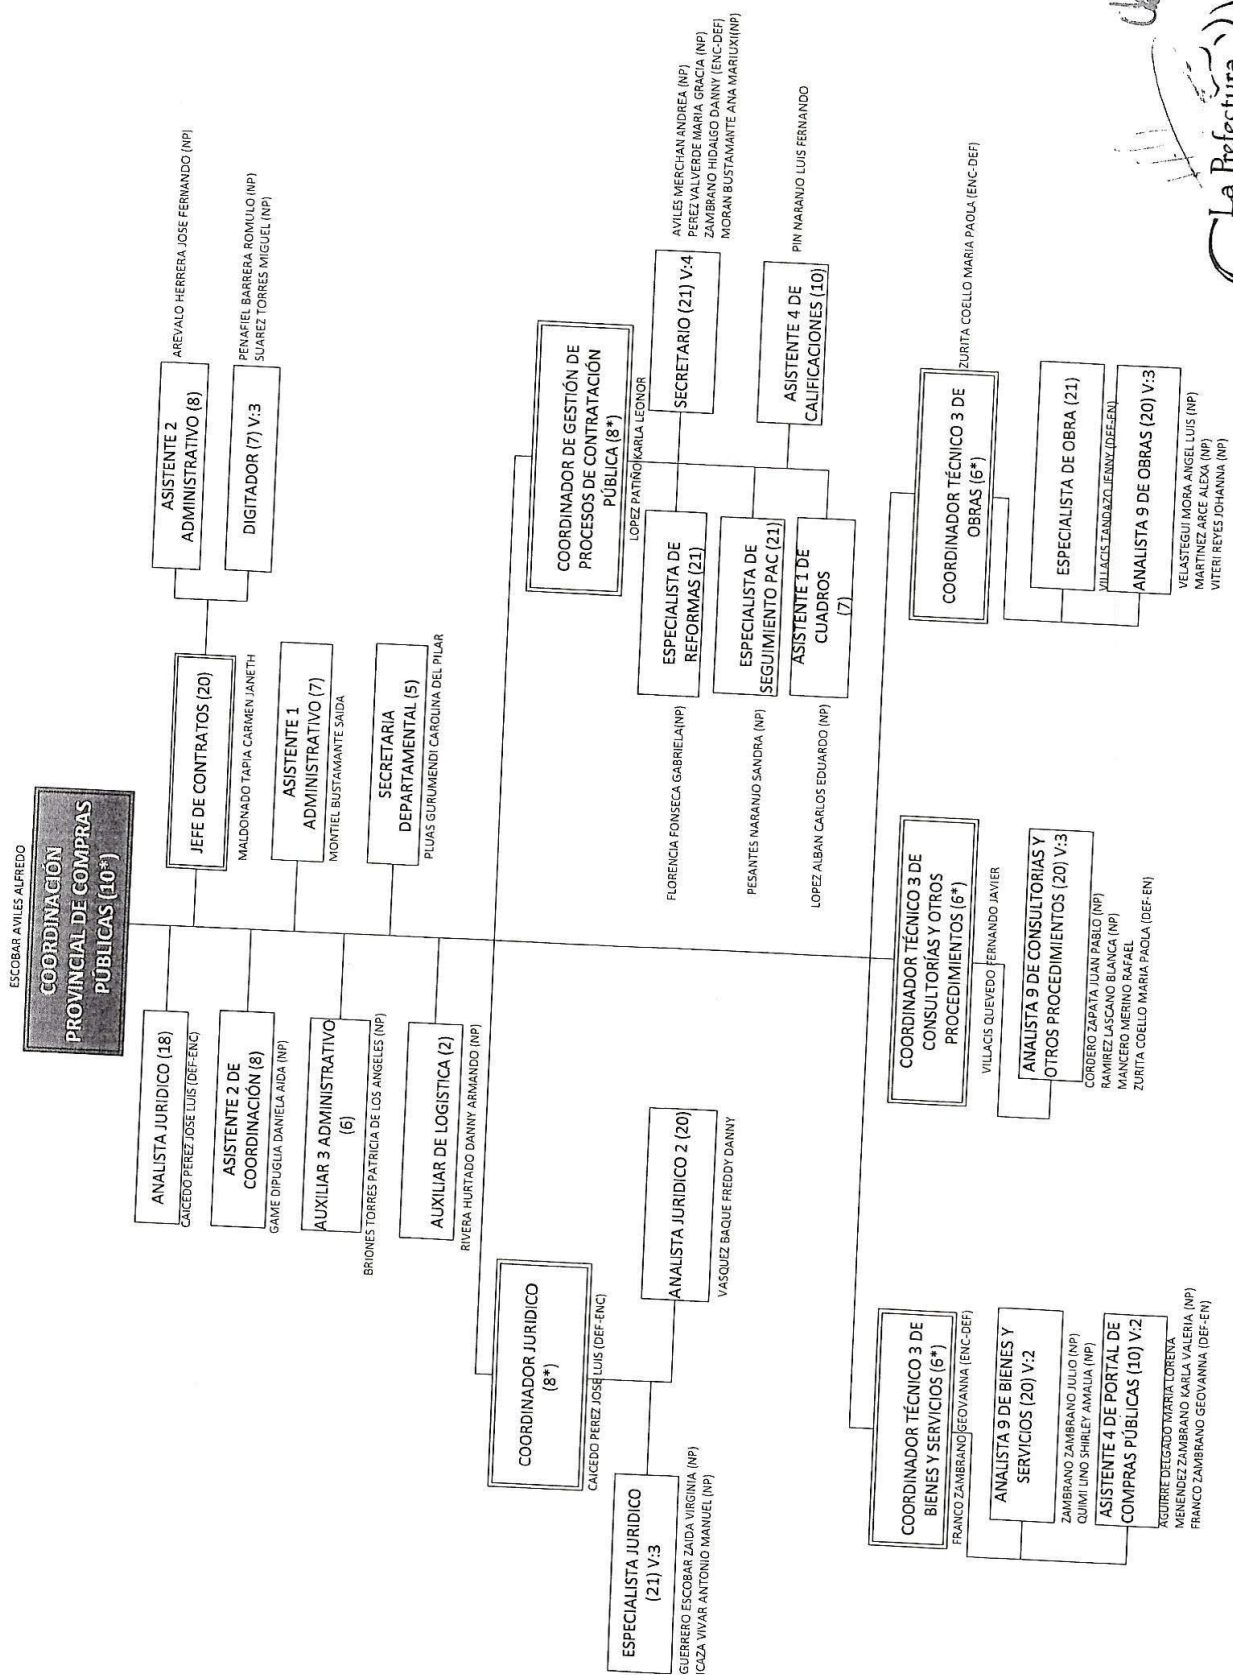 ESCOBAR AVILES ALFREDO
COORDINACIÓN
PROVINCIAL DE COMPRAS
PÚBLICAS (10*)
ANALISTA JURIDICO (18)
CAICEDO PEREZ JOSE LUIS (DEF-ENC)
ASISTENTE 2 DE
COORDINACIÓN (8)
GAME DIPUGLIA DANIELA AIDA (NP)
AUXILIAR 3 ADMINISTRATIVO
(6)
BRIONES TORRES PATRICIA DE LOS ANGELES (NP)
AUXILIAR DE LOGISTICA (2)
RIVERA HURTADO DANNY ARMANDO (NP)
JEFE DE CONTRATOS (20)
MALDONADO TAPIA CARMEN JANETH
ASISTENTE 2
ADMINISTRATIVO (8)
AREVALO HERRERA JOSE FERNANDO (NP)
DIGITADOR (7) V:3
PENAFIEL BARRERA ROMULO (NP)
SUAREZ TORRES MIGUEL (NP)
ASISTENTE 1
ADMINISTRATIVO (7)
MONTIEL BUSTAMANTE SAIDA
SECRETARIA
DEPARTAMENTAL (5)
PLUAS GURUMENDI CAROLINA DEL PILAR
COORDINADOR JURIDICO
(8*)
CAICEDO PEREZ JOSE LUIS (DEF-ENC)
ESPECIALISTA JURIDICO
(21) V:3
GUERRERO ESCOBAR ZAIDA VIRGINIA (NP)
ICAZA VIVAR ANTONIO MANUEL (NP)
ANALISTA JURIDICO 2 (20)
VASQUEZ BAQUE FREDDY DANNY
COORDINADOR DE GESTIÓN DE
PROCESOS DE CONTRATACIÓN
PÚBLICA (8*)
LOPEZ PATIÑO KARLA LEONOR
ESPECIALISTA DE
REFORMAS (21)
FLORENCIA FONSECA GABRIELA(NP)
SECRETARIO (21) V:4
AVILES MERCHAN ANDREA (NP)
PEREZ VALVERDE MARIA GRACIA (NP)
ZAMBRANO HIDALGO DANNY (ENC-DEF)
MORAN BUSTAMANTE ANA MARIUXI(NP)
ESPECIALISTA DE
SEGUIMIENTO PAC (21)
PESANTES NARANJO SANDRA (NP)
ASISTENTE 4 DE
CALIFICACIONES (10)
PIN NARANJO LUIS FERNANDO
ASISTENTE 1 DE
CUADROS
(7)
LOPEZ ALBAN CARLOS EDUARDO (NP)
COORDINADOR TÉCNICO 3 DE
BIENES Y SERVICIOS (6*)
FRANCO ZAMBRANO GEOVANNA (ENC-DEF)
ANALISTA 9 DE BIENES Y
SERVICIOS (20) V:2
ZAMBRANO ZAMBRANO JULIO (NP)
QUIMI LINO SHIRLEY AMALIA (NP)
ASISTENTE 4 DE PORTAL DE
COMPRAS PÚBLICAS (10) V:2
AGUIRRE DELGADO MARIA LORENA
MENENDEZ ZAMBRANO KARLA VALERIA (NP)
FRANCO ZAMBRANO GEOVANNA (DEF-EN)
COORDINADOR TÉCNICO 3 DE
CONSULTORÍAS Y OTROS
PROCEDIMIENTOS (6*)
VILLACIS QUEVEDO FERNANDO JAVIER
ANALISTA 9 DE CONSULTORIAS Y
OTROS PROCEDIMIENTOS (20) V:3
CORDERO ZAPATA JUAN PABLO (NP)
RAMIREZ LASCANO BLANCA (NP)
MANCERO MERINO RAFAEL
ZURITA COELLO MARIA PAOLA (DEF-EN)
COORDINADOR TÉCNICO 3 DE
OBRAS (6*)
ZURITA COELLO MARIA PAOLA (ENC-DEF)
ESPECIALISTA DE OBRA (21)
VILLACIS TANDAZO JENNY (DEF-EN)
ANALISTA 9 DE OBRAS (20) V:3
VELASTEGUI MORA ANGEL LUIS (NP)
MARTINEZ ARCE ALEXA (NP)
VITERI REYES JOHANNA (NP)
La Prefectura